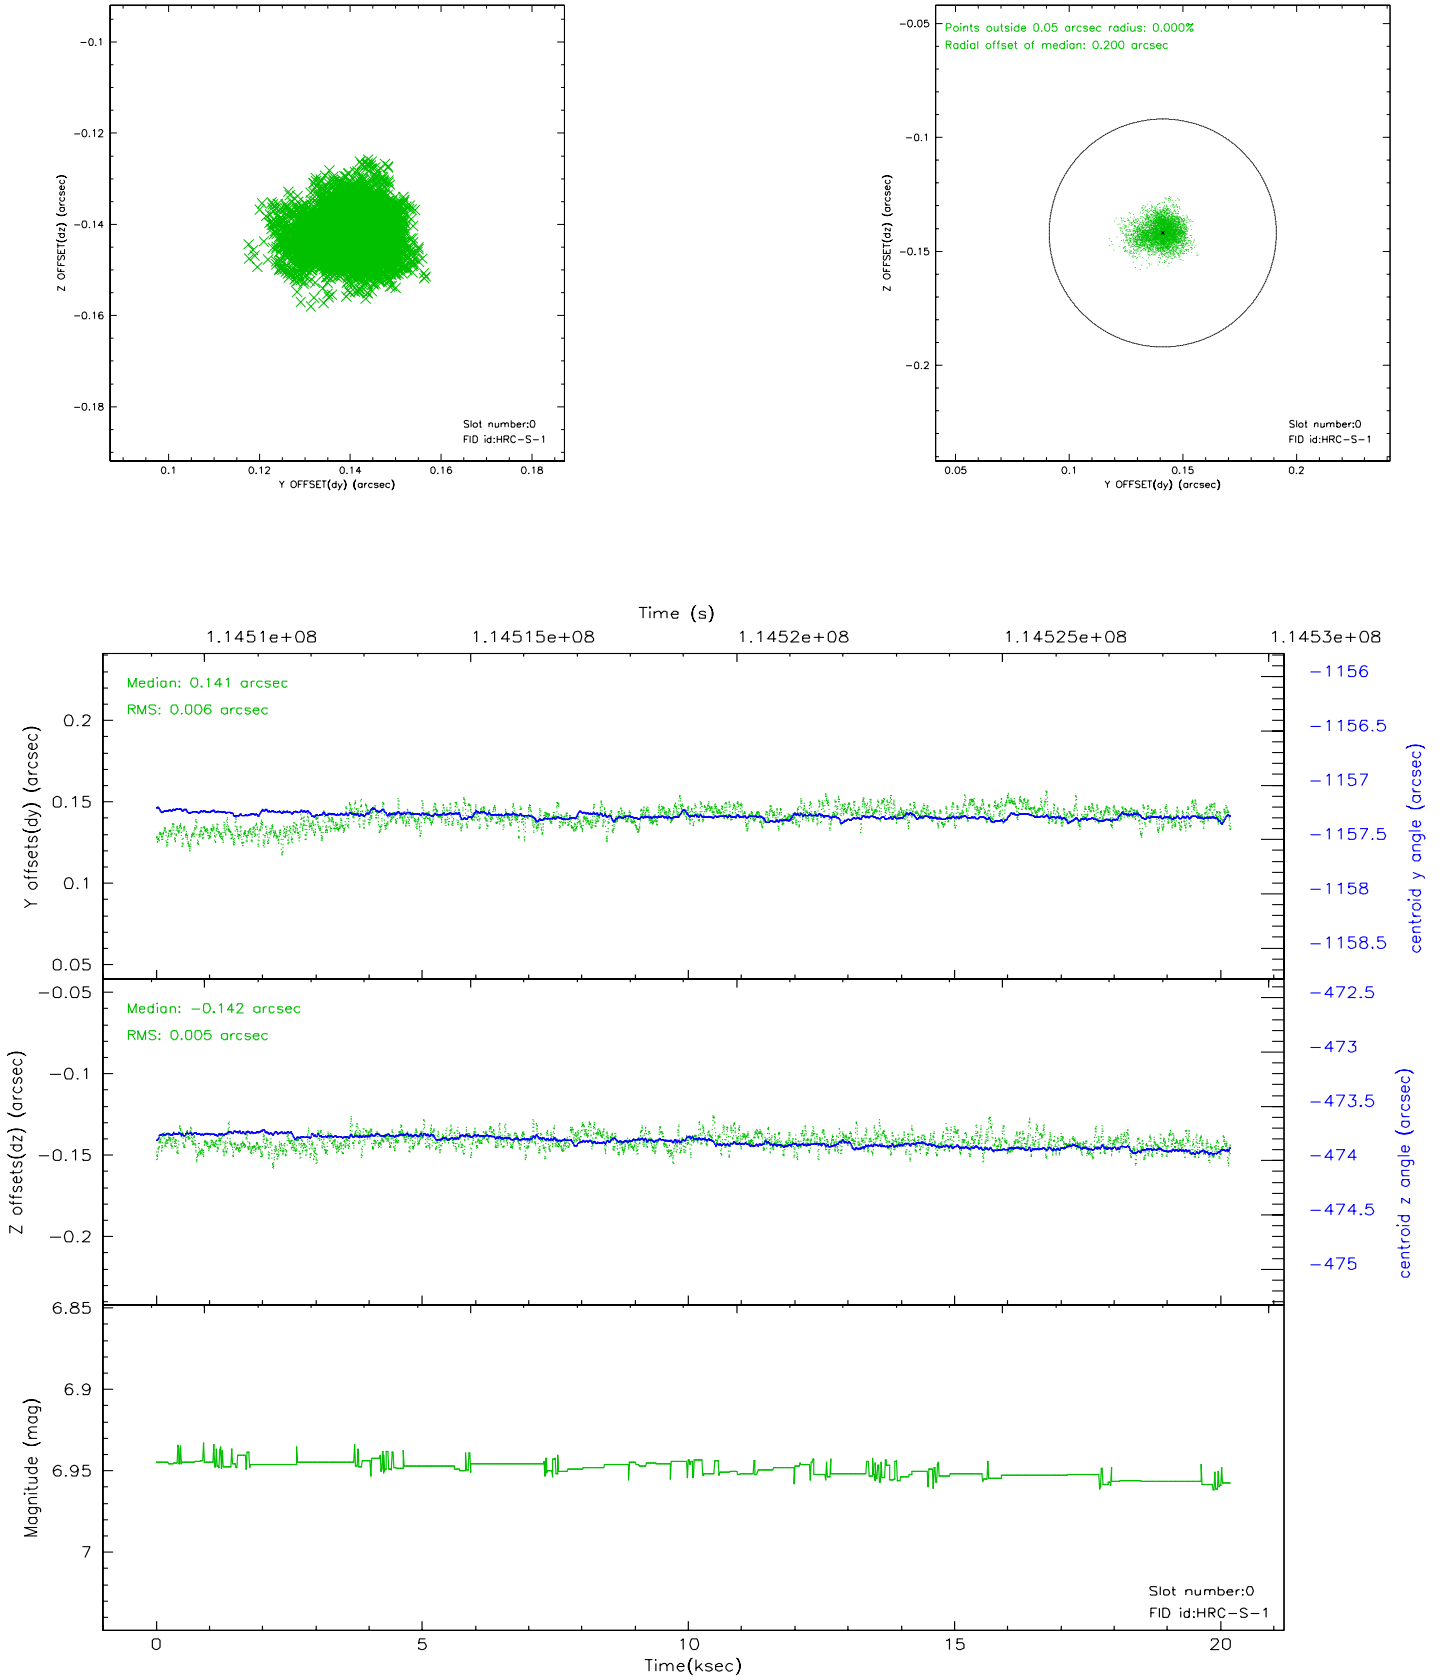 -0.1
-0.12
-0.14
-0.16
-0.18
Z OFFSET(dz) (arcsec)
Slot number:0
FID id:HRC-S-1
0.1 0.12 0.14 0.16 0.18
Y OFFSET(dy) (arcsec)
Points outside 0.05 arcsec radius: 0.000%
Radial offset of median: 0.200 arcsec
-0.05
-0.1
-0.15
-0.2
Z OFFSET(dz) (arcsec)
Slot number:0
FID id:HRC-S-1
0.05 0.1 0.15 0.2
Y OFFSET(dy) (arcsec)
Time (s)
1.1451e+08 1.14515e+08 1.1452e+08 1.14525e+08 1.1453e+08
Median: 0.141 arcsec
RMS: 0.006 arcsec
0.2
0.15
0.1
0.05
Y offsets(dy) (arcsec)
-1156
-1156.5
-1157
-1157.5
-1158
-1158.5
centroid y angle (arcsec)
Median: -0.142 arcsec
RMS: 0.005 arcsec
-0.05
-0.1
-0.15
-0.2
Z offsets(dz) (arcsec)
-472.5
-473
-473.5
-474
-474.5
-475
centroid z angle (arcsec)
6.85
6.9
6.95
7
Magnitude (mag)
Slot number:0
FID id:HRC-S-1
0 5 10 15 20
Time(ksec)